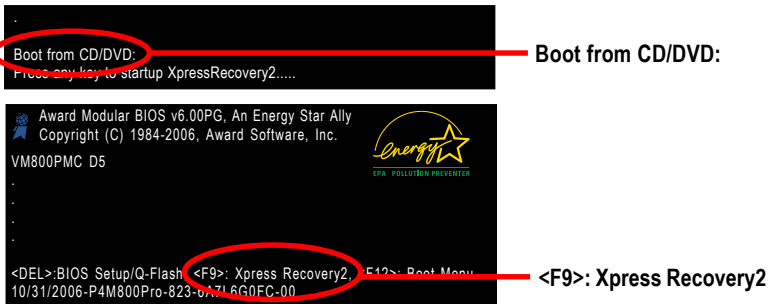 .
Boot from CD/DVD:
Press any key to startup XpressRecovery2.....
Boot from CD/DVD:
Award Modular BIOS v6.00PG, An Energy Star Ally
Copyright (C) 1984-2006, Award Software, Inc.
energy
EPA POLLUTION PREVENTER
VM800PMC D5
.
.
.
.
<DEL>:BIOS Setup/Q-Flash, <F9>: Xpress Recovery2, <F12>: Boot Menu
10/31/2006-P4M800Pro-823-6A7L6G0FC-00
<F9>: Xpress Recovery2